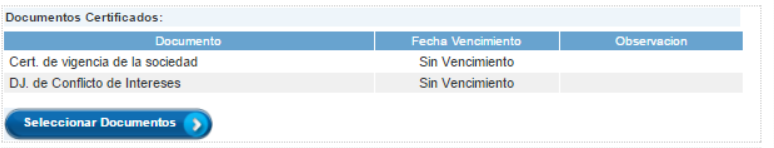 Documentos Certificados:
Documento Fecha Vencimiento Observacion
Cert. de vigencia de la sociedad Sin Vencimiento
DJ. de Conflicto de Intereses Sin Vencimiento
Seleccionar Documentos